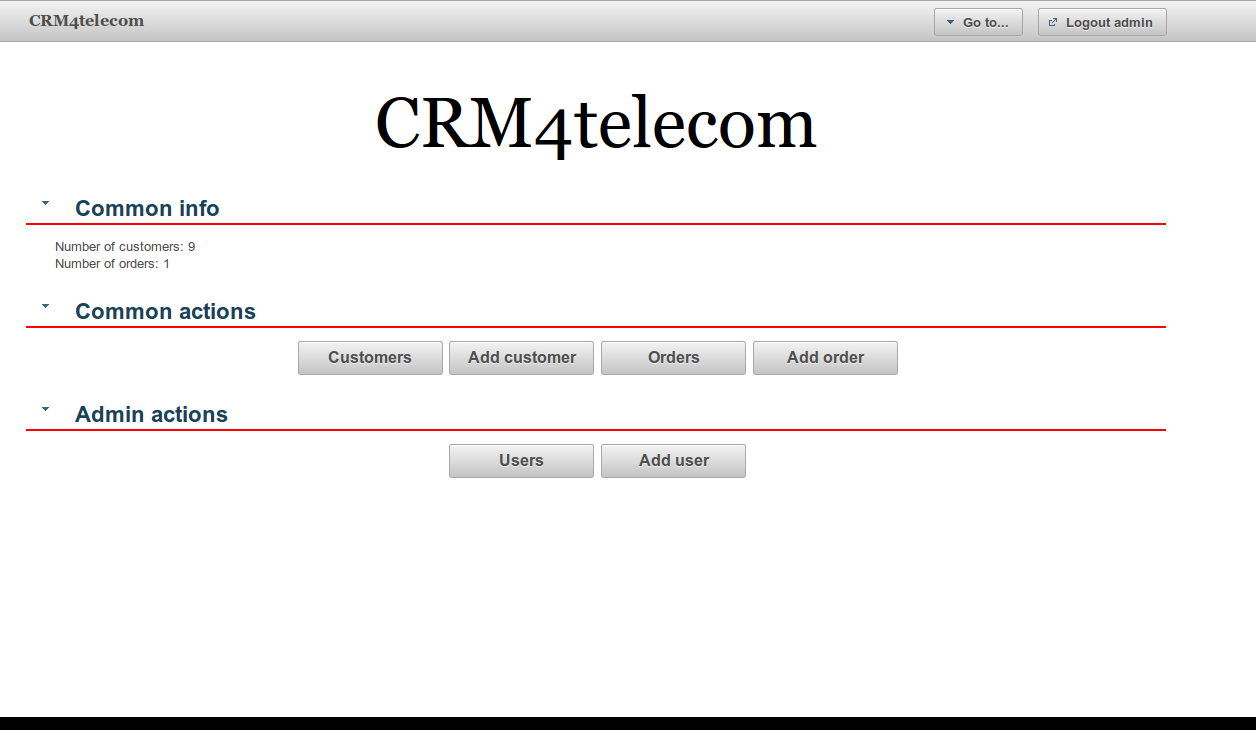 CRM4telecom
Go to...
Logout admin
CRM4telecom
Common info
Number of customers: 9
Number of orders: 1
Common actions
Customers
Add customer
Orders
Add order
Admin actions
Users
Add user